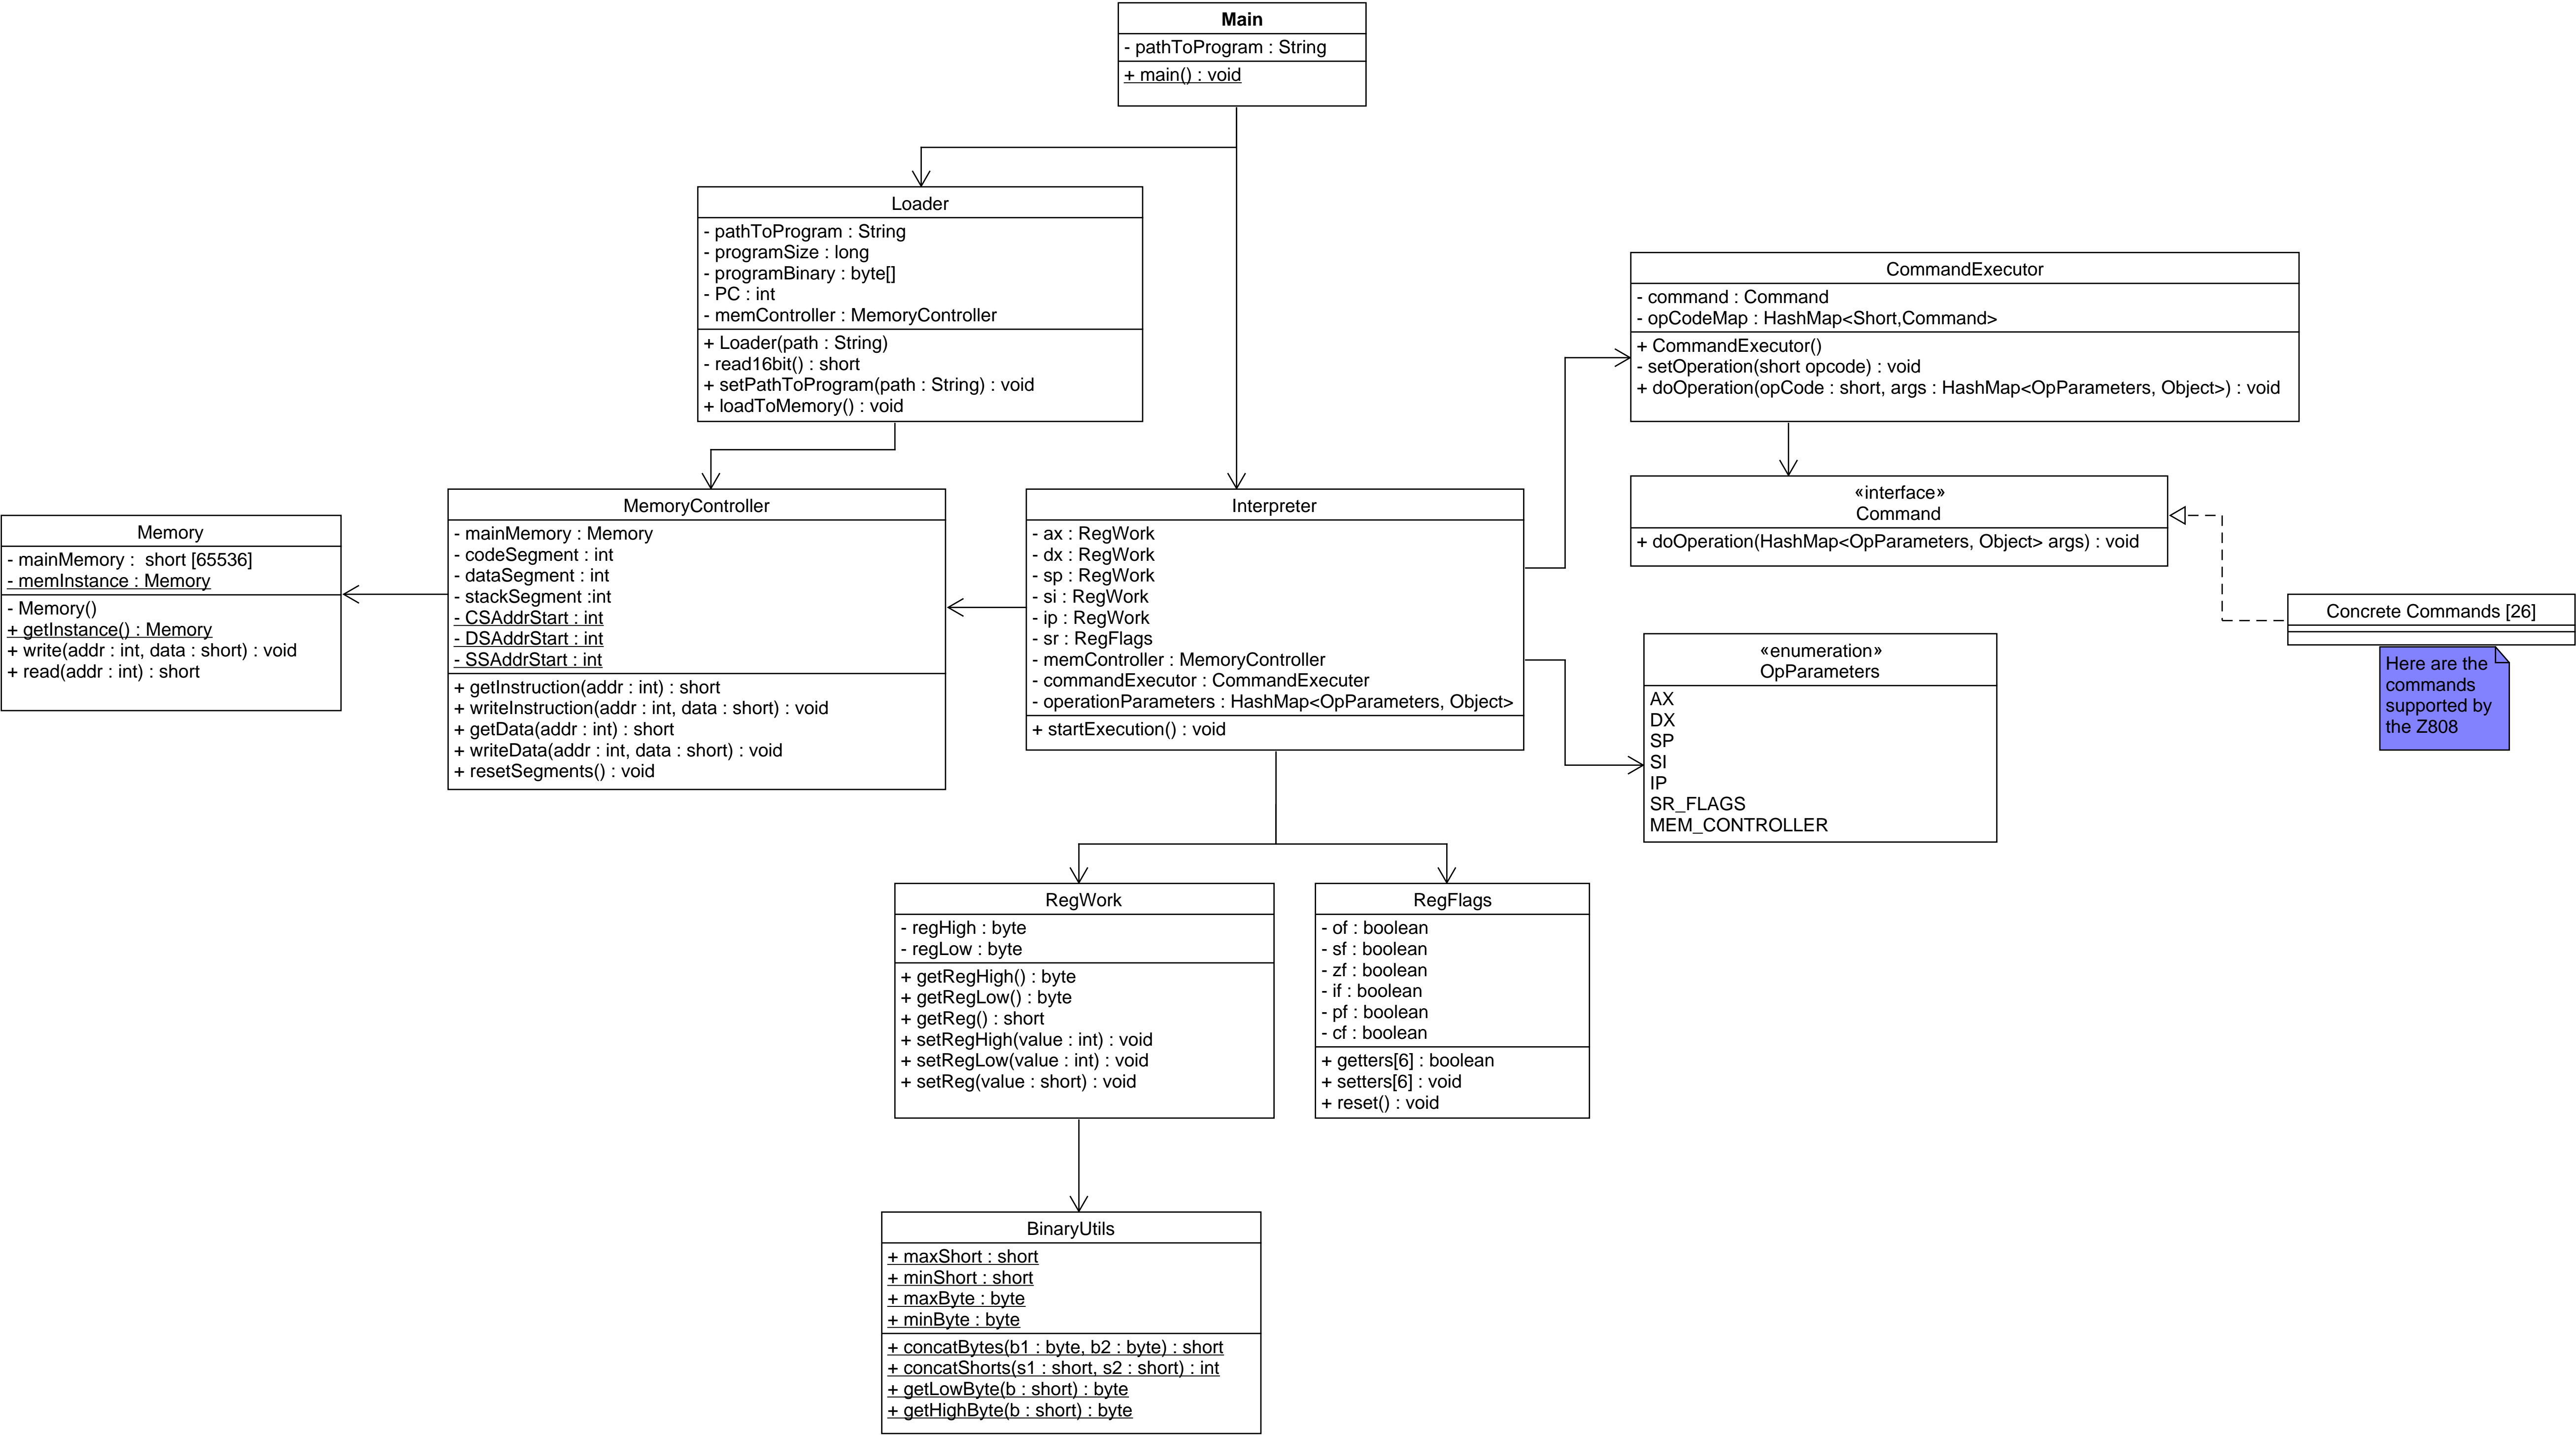 Main
- pathToProgram : String
+ main() : void
Loader
- pathToProgram : String
- programSize : long
- programBinary : byte[]
- PC : int
- memController : MemoryController
+ Loader(path : String)
- read16bit() : short
+ setPathToProgram(path : String) : void
+ loadToMemory() : void
CommandExecutor
- command : Command
- opCodeMap : HashMap<Short,Command>
+ CommandExecutor()
- setOperation(short opcode) : void
+ doOperation(opCode : short, args : HashMap<OpParameters, Object>) : void
Memory
- mainMemory :  short [65536]
- memInstance : Memory
- Memory()
+ getInstance() : Memory
+ write(addr : int, data : short) : void
+ read(addr : int) : short
MemoryController
- mainMemory : Memory
- codeSegment : int
- dataSegment : int
- stackSegment :int
- CSAddrStart : int
- DSAddrStart : int
- SSAddrStart : int
+ getInstruction(addr : int) : short
+ writeInstruction(addr : int, data : short) : void
+ getData(addr : int) : short
+ writeData(addr : int, data : short) : void
+ resetSegments() : void
Interpreter
- ax : RegWork
- dx : RegWork
- sp : RegWork
- si : RegWork
- ip : RegWork
- sr : RegFlags
- memController : MemoryController
- commandExecutor : CommandExecuter
- operationParameters : HashMap<OpParameters, Object>
+ startExecution() : void
«interface»
Command
+ doOperation(HashMap<OpParameters, Object> args) : void
Concrete Commands [26]
Here are the
commands
supported by
the Z808
«enumeration»
OpParameters
AX
DX
SP
SI
IP
SR_FLAGS
MEM_CONTROLLER
RegWork
- regHigh : byte
- regLow : byte
+ getRegHigh() : byte
+ getRegLow() : byte
+ getReg() : short
+ setRegHigh(value : int) : void
+ setRegLow(value : int) : void
+ setReg(value : short) : void
RegFlags
- of : boolean
- sf : boolean
- zf : boolean
- if : boolean
- pf : boolean
- cf : boolean
+ getters[6] : boolean
+ setters[6] : void
+ reset() : void
BinaryUtils
+ maxShort : short
+ minShort : short
+ maxByte : byte
+ minByte : byte
+ concatBytes(b1 : byte, b2 : byte) : short
+ concatShorts(s1 : short, s2 : short) : int
+ getLowByte(b : short) : byte
+ getHighByte(b : short) : byte